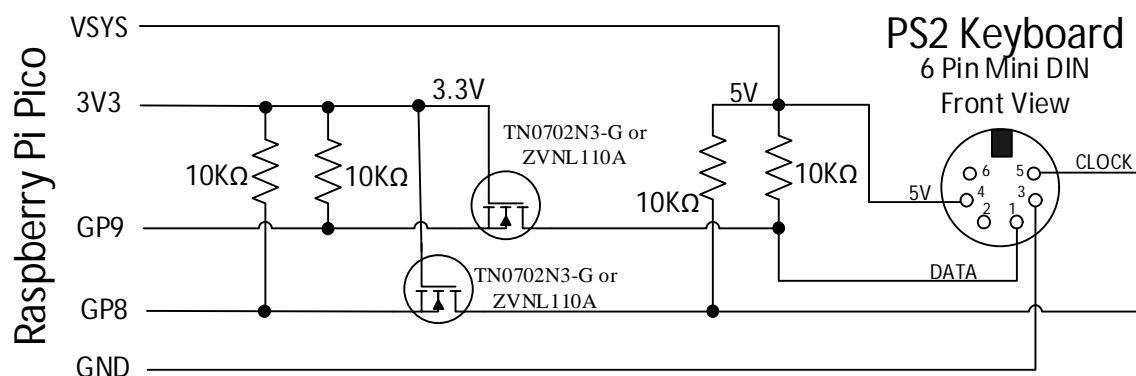 Raspberry Pi Pico
VSYS
3V3
GP9
GP8
GND
3.3V
5V
10KΩ
10KΩ
10KΩ
10KΩ
TN0702N3-G or
ZVNL110A
TN0702N3-G or
ZVNL110A
PS2 Keyboard
6 Pin Mini DIN
Front View
6
5
4
3
2
1
5V
CLOCK
DATA